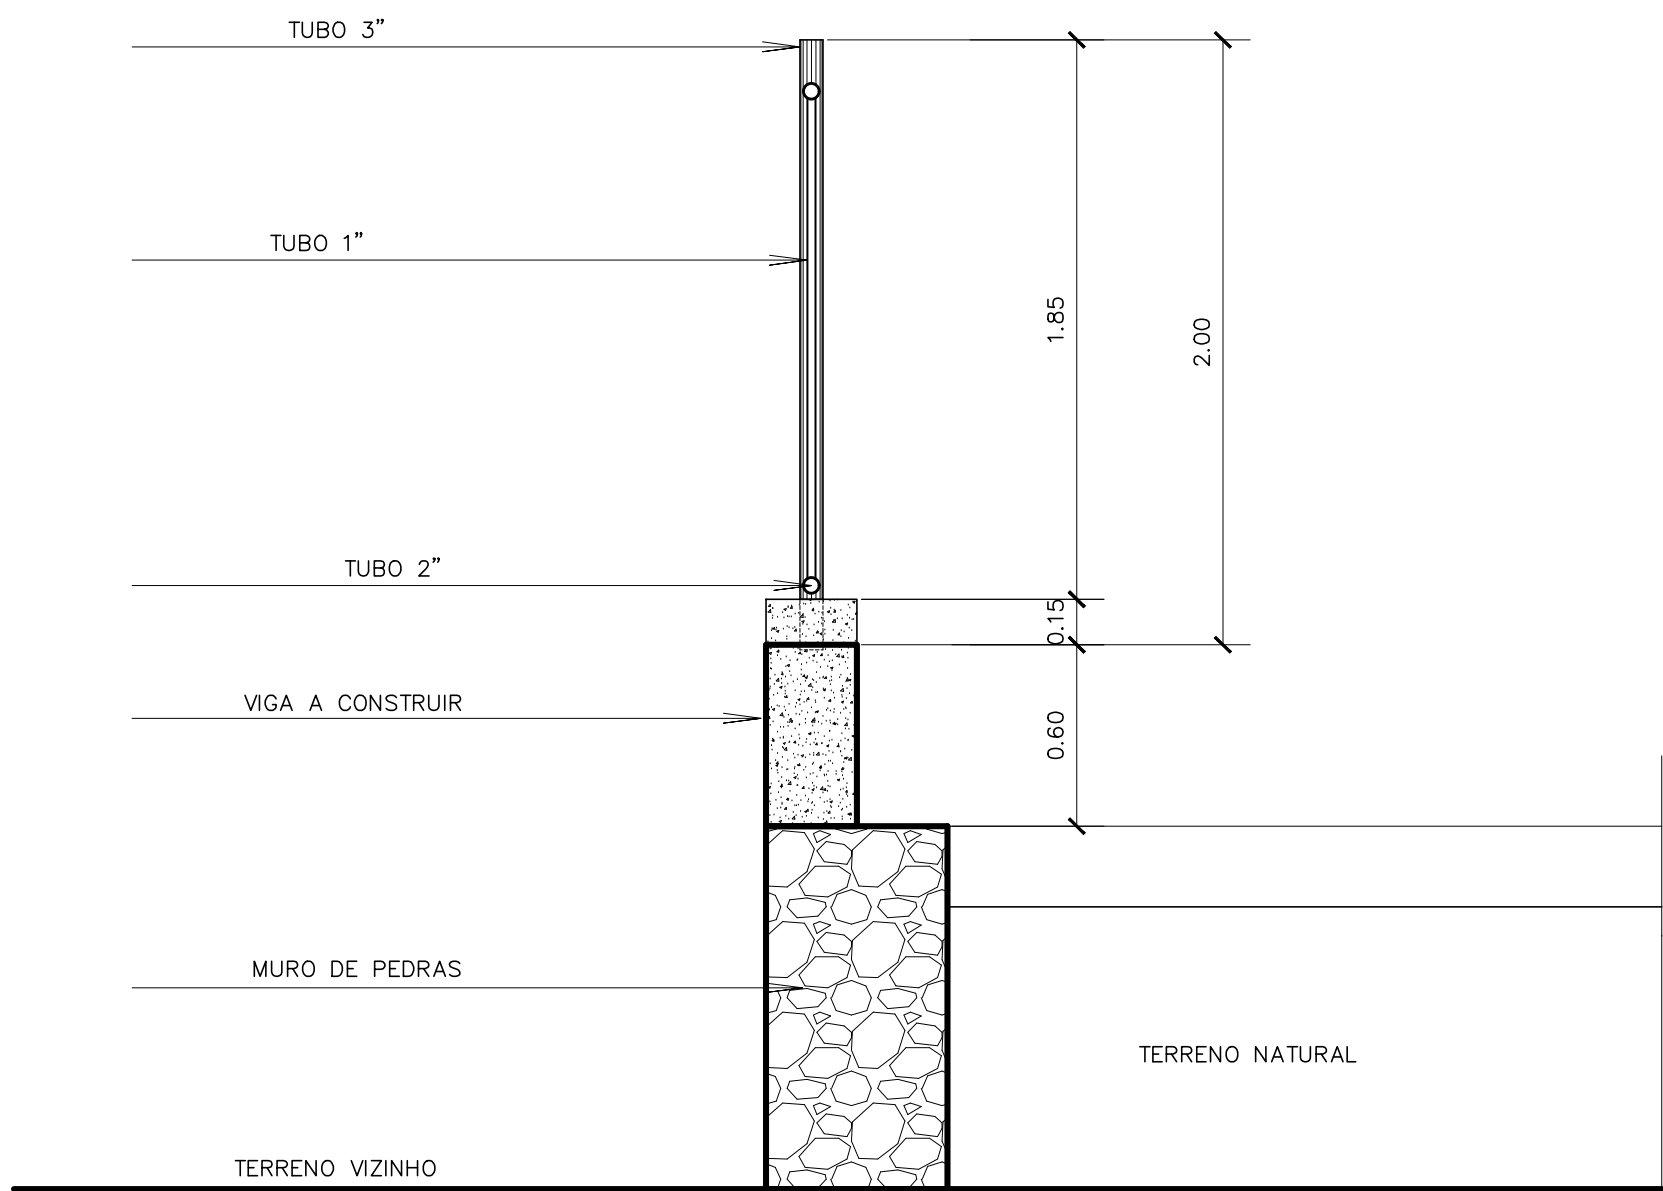 TUBO 3”
TUBO 1”
1.85
2.00
TUBO 2”
0.15
VIGA A CONSTRUIR
0.60
MURO DE PEDRAS
TERRENO NATURAL
TERRENO VIZINHO